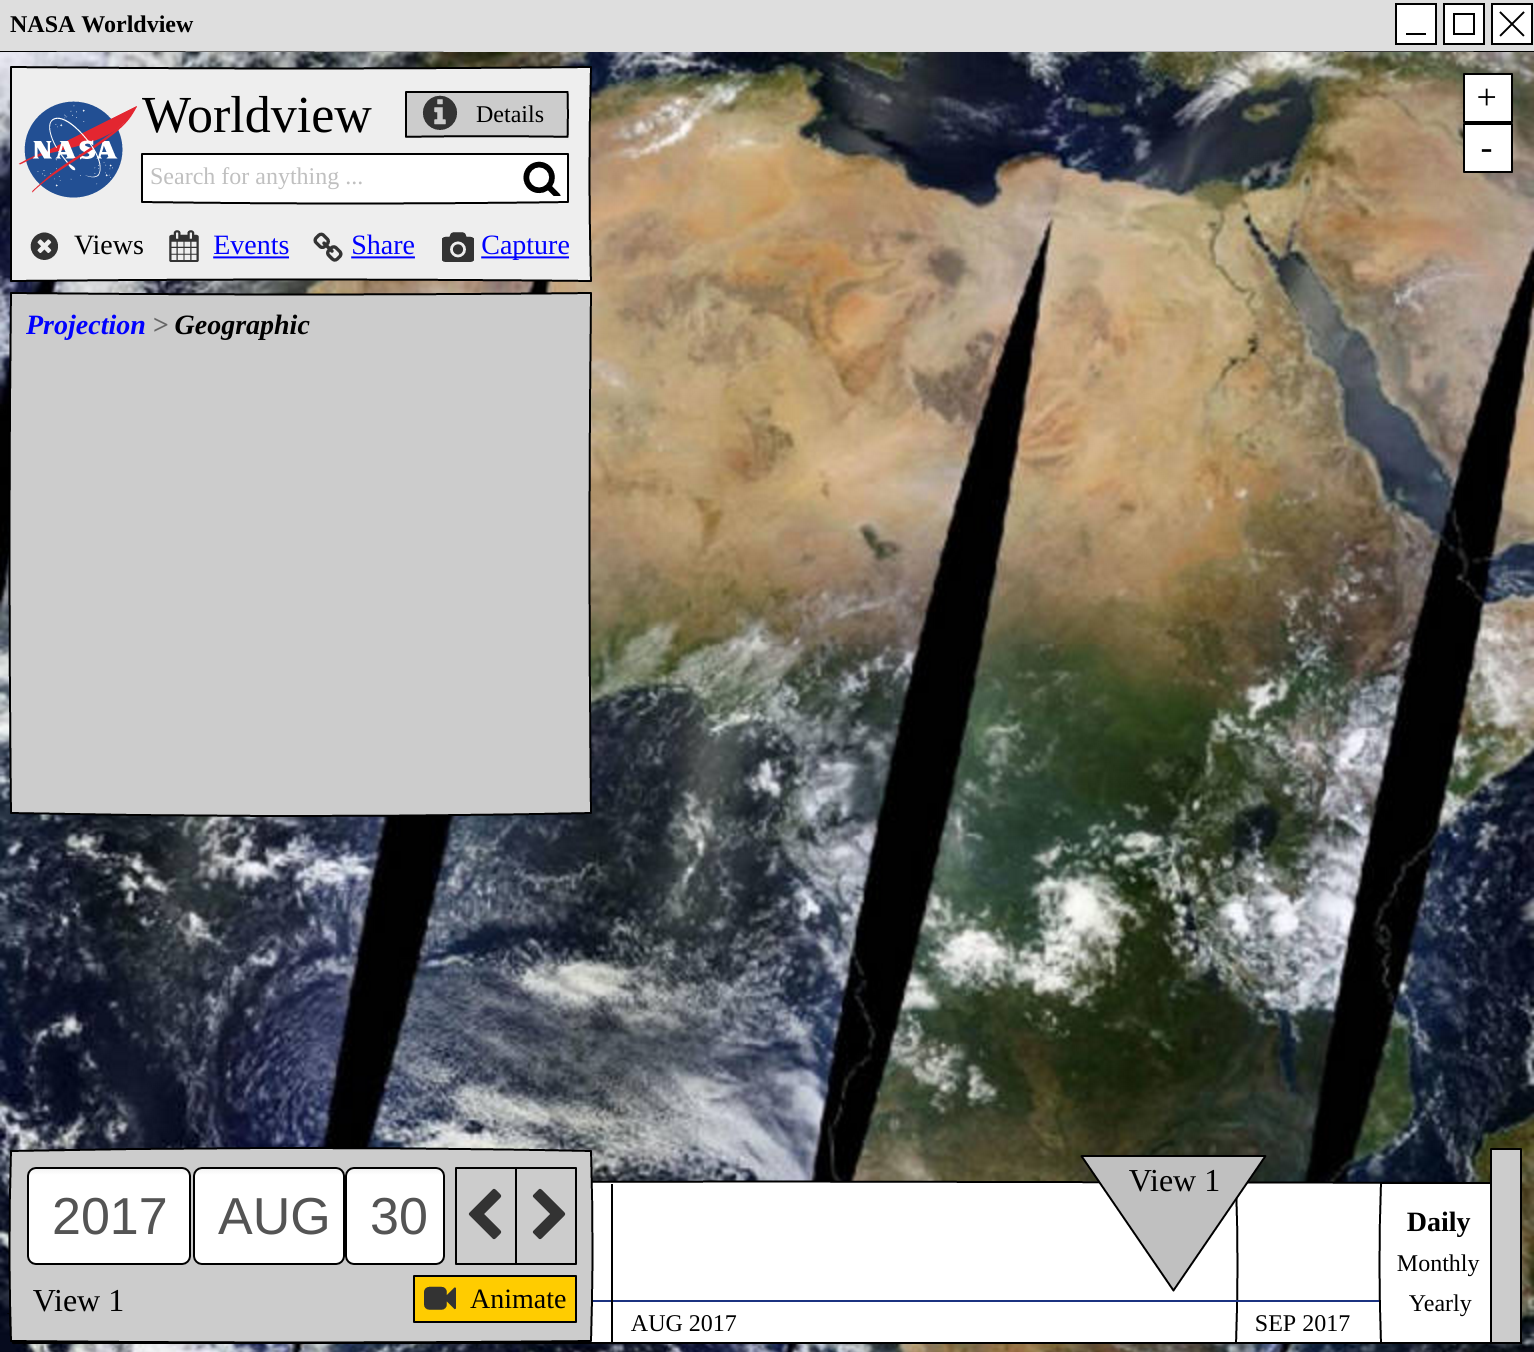 NASA Worldview
NASA
Worldview
Details
Search for anything ...
Views Events Share Capture
+
-
Projection > Geographic
2017 AUG 30
View 1
Animate
View 1
AUG 2017
SEP 2017
Daily
Monthly
Yearly